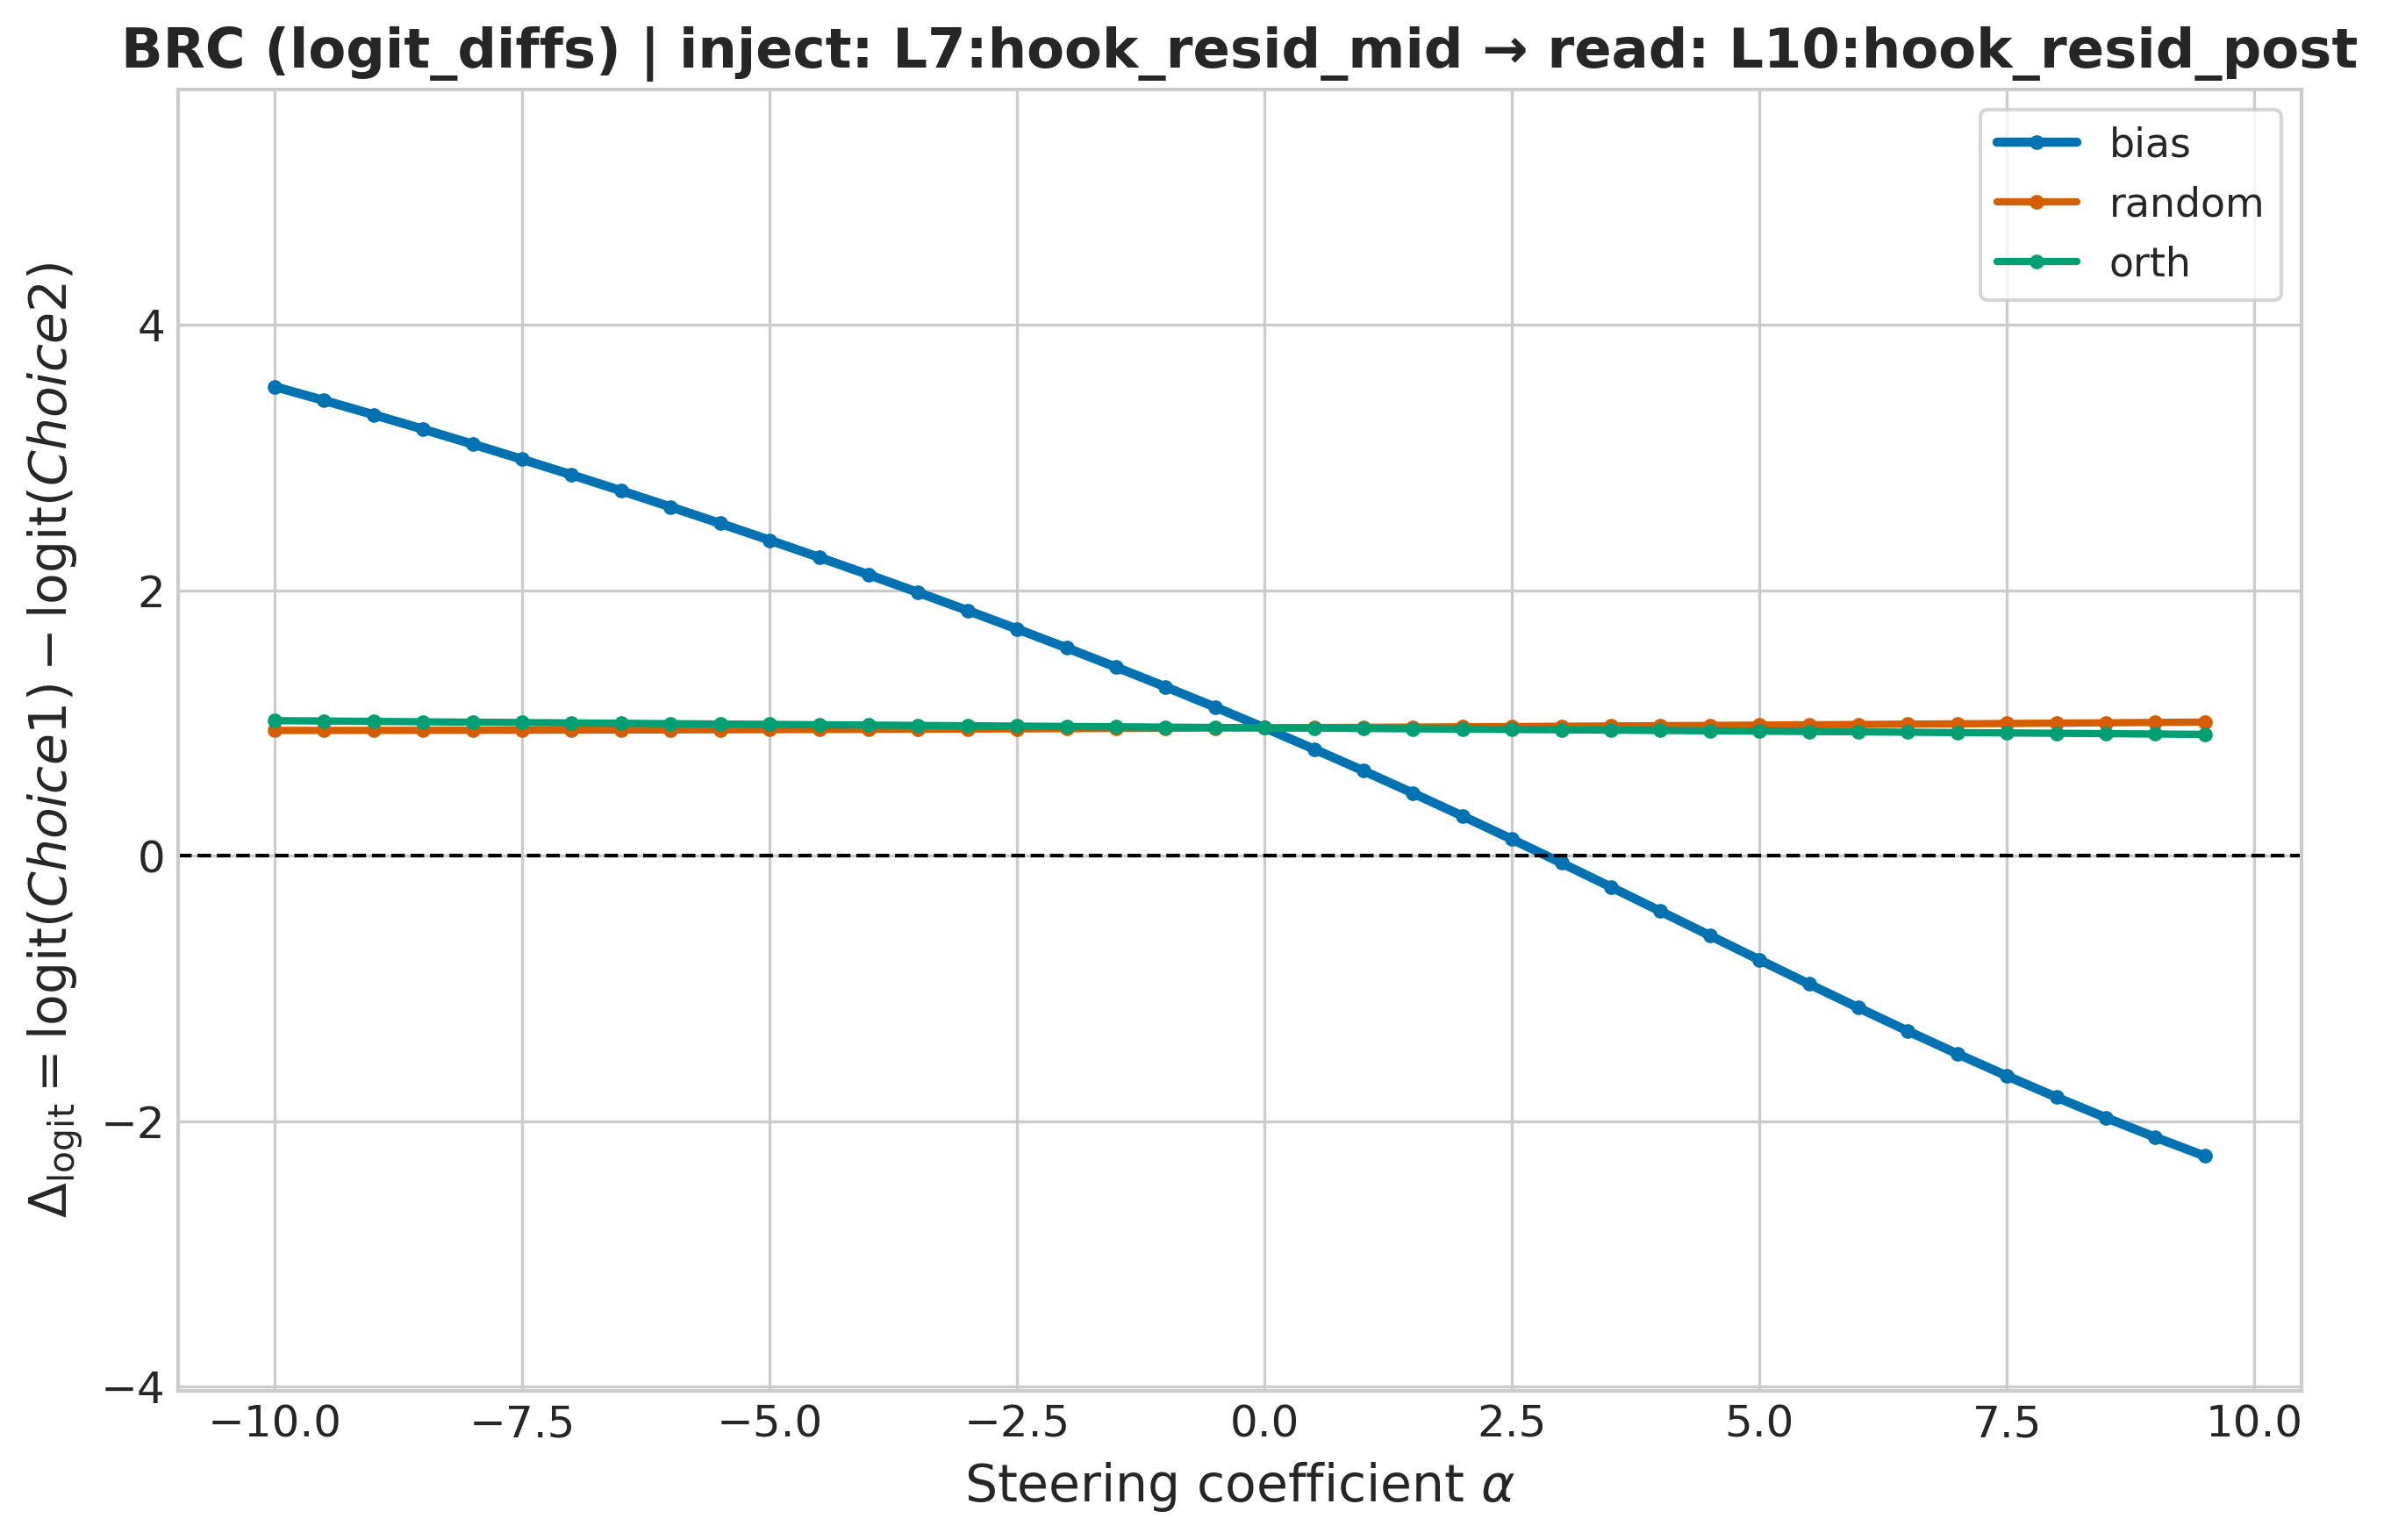 BRC (logit_diffs) | inject: L7:hook_resid_mid → read: L10:hook_resid_post
bias
random
orth
Δlogit = logit(Choice1) − logit(Choice2)
4
2
0
−2
−4
−10.0 −7.5 −5.0 −2.5 0.0 2.5 5.0 7.5 10.0
Steering coefficient α